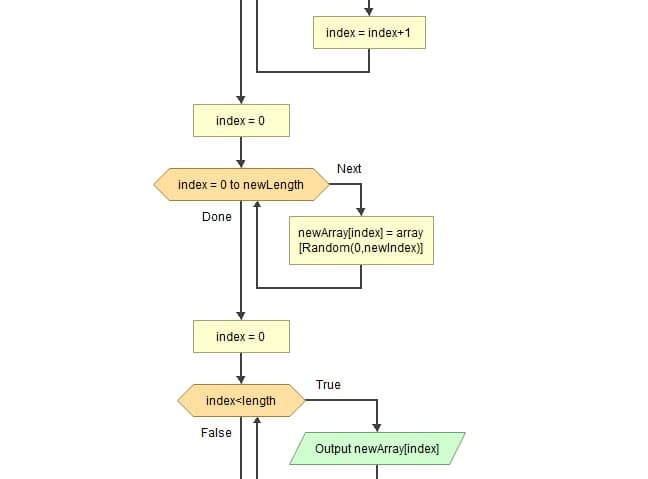 index = index+1
index = 0
Next
index = 0 to newLength
Done
newArray[index] = array
[Random(0,newIndex)]
index = 0
True
index<length
False
Output newArray[index]